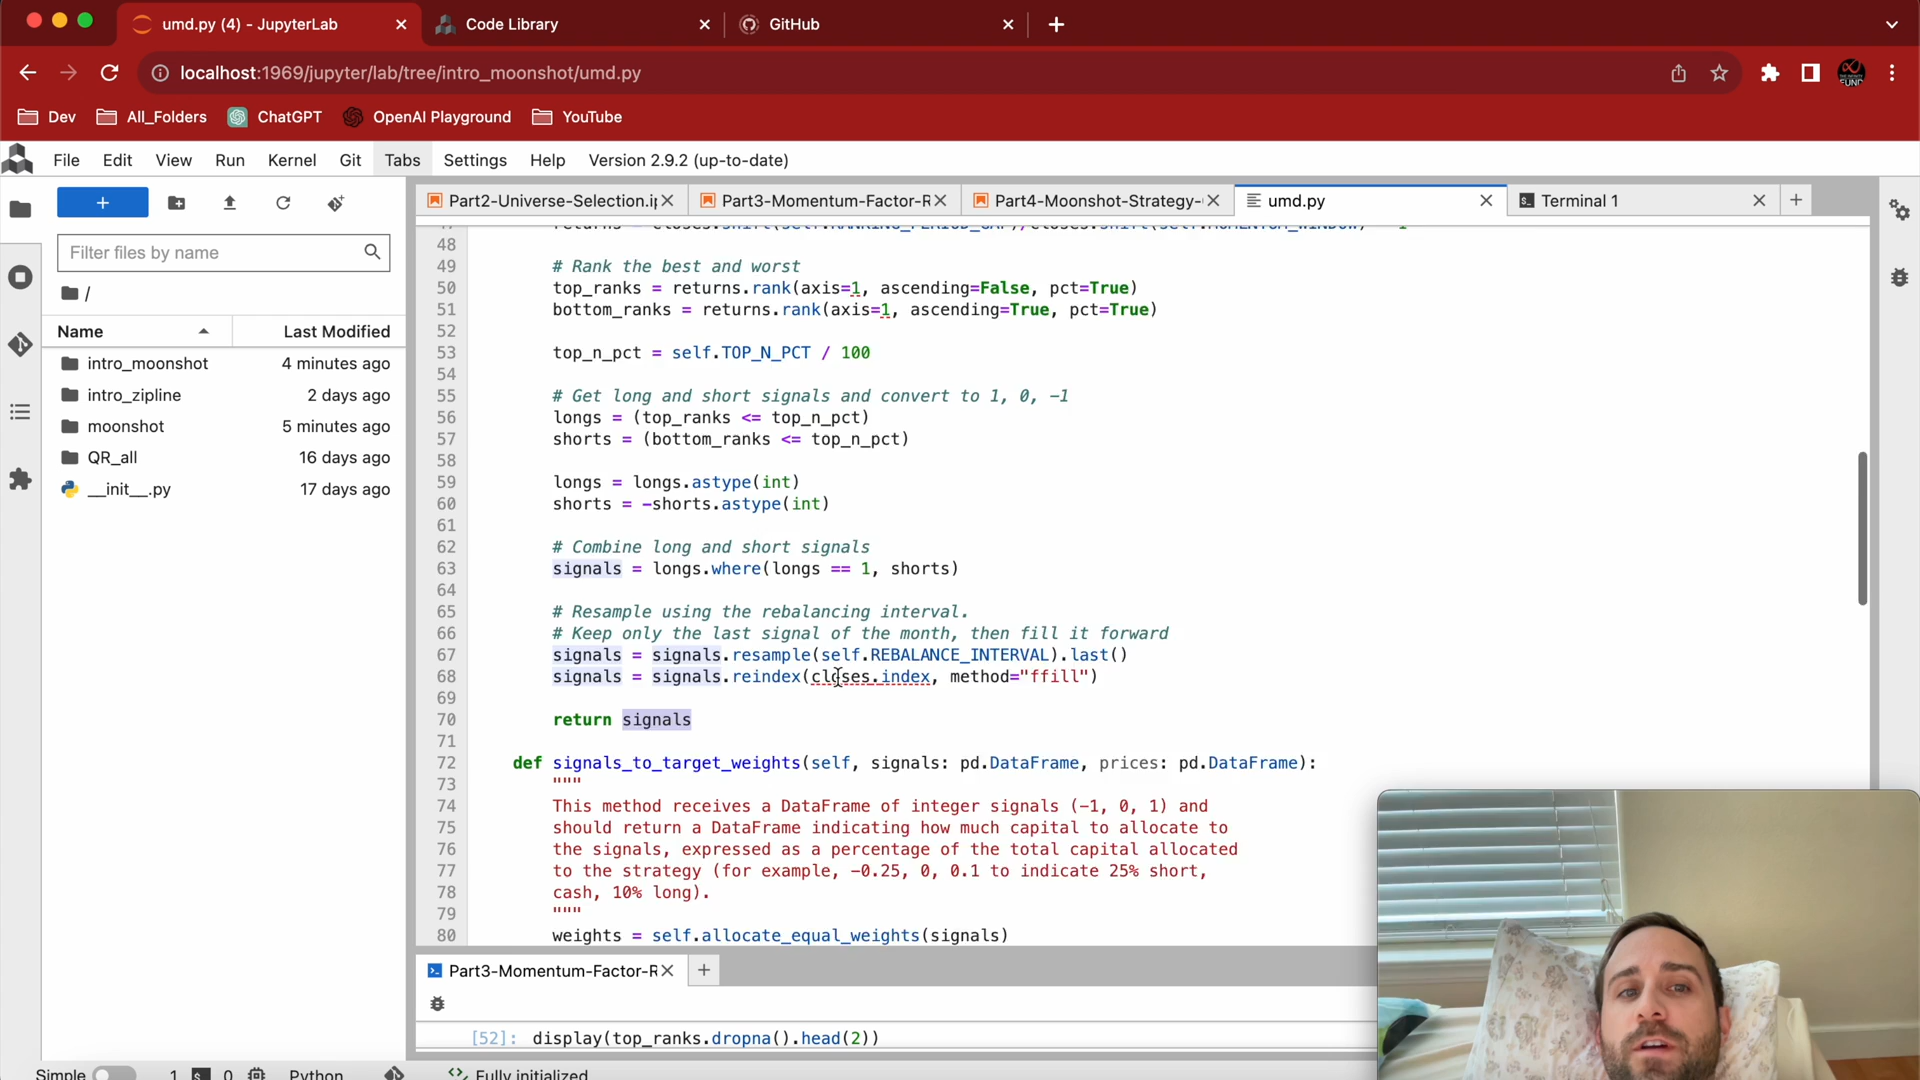 umd.py (4) - JupyterLab
Code Library
GitHub
localhost:1969/jupyter/lab/tree/intro_moonshot/umd.py
Dev
All_Folders
ChatGPT
OpenAI Playground
YouTube
File Edit View Run Kernel Git Tabs Settings Help Version 2.9.2 (up-to-date)
Part2-Universe-Selection.i
Part3-Momentum-Factor-R
Part4-Moonshot-Strategy-
umd.py
Terminal 1
Filter files by name
/
Name Last Modified
intro_moonshot 4 minutes ago
intro_zipline 2 days ago
moonshot 5 minutes ago
QR_all 16 days ago
__init__.py 17 days ago
47 returns = closes.shift(self.RANKING_PERIOD_GAP)/closes.shift(self.MOMENTUM_WINDOW) - 1
48
49 # Rank the best and worst
50 top_ranks = returns.rank(axis=1, ascending=False, pct=True)
51 bottom_ranks = returns.rank(axis=1, ascending=True, pct=True)
52
53 top_n_pct = self.TOP_N_PCT / 100
54
55 # Get long and short signals and convert to 1, 0, -1
56 longs = (top_ranks <= top_n_pct)
57 shorts = (bottom_ranks <= top_n_pct)
58
59 longs = longs.astype(int)
60 shorts = -shorts.astype(int)
61
62 # Combine long and short signals
63 signals = longs.where(longs == 1, shorts)
64
65 # Resample using the rebalancing interval.
66 # Keep only the last signal of the month, then fill it forward
67 signals = signals.resample(self.REBALANCE_INTERVAL).last()
68 signals = signals.reindex(closes.index, method="ffill")
69
70 return signals
71
72 def signals_to_target_weights(self, signals: pd.DataFrame, prices: pd.DataFrame):
73 """
74 This method receives a DataFrame of integer signals (-1, 0, 1) and
75 should return a DataFrame indicating how much capital to allocate to
76 the signals, expressed as a percentage of the total capital allocated
77 to the strategy (for example, -0.25, 0, 0.1 to indicate 25% short,
78 cash, 10% long).
79 """
80 weights = self.allocate_equal_weights(signals)
Part3-Momentum-Factor-R
[52]: display(top_ranks.dropna().head(2))
Simple 1 0 Python Fully initialized